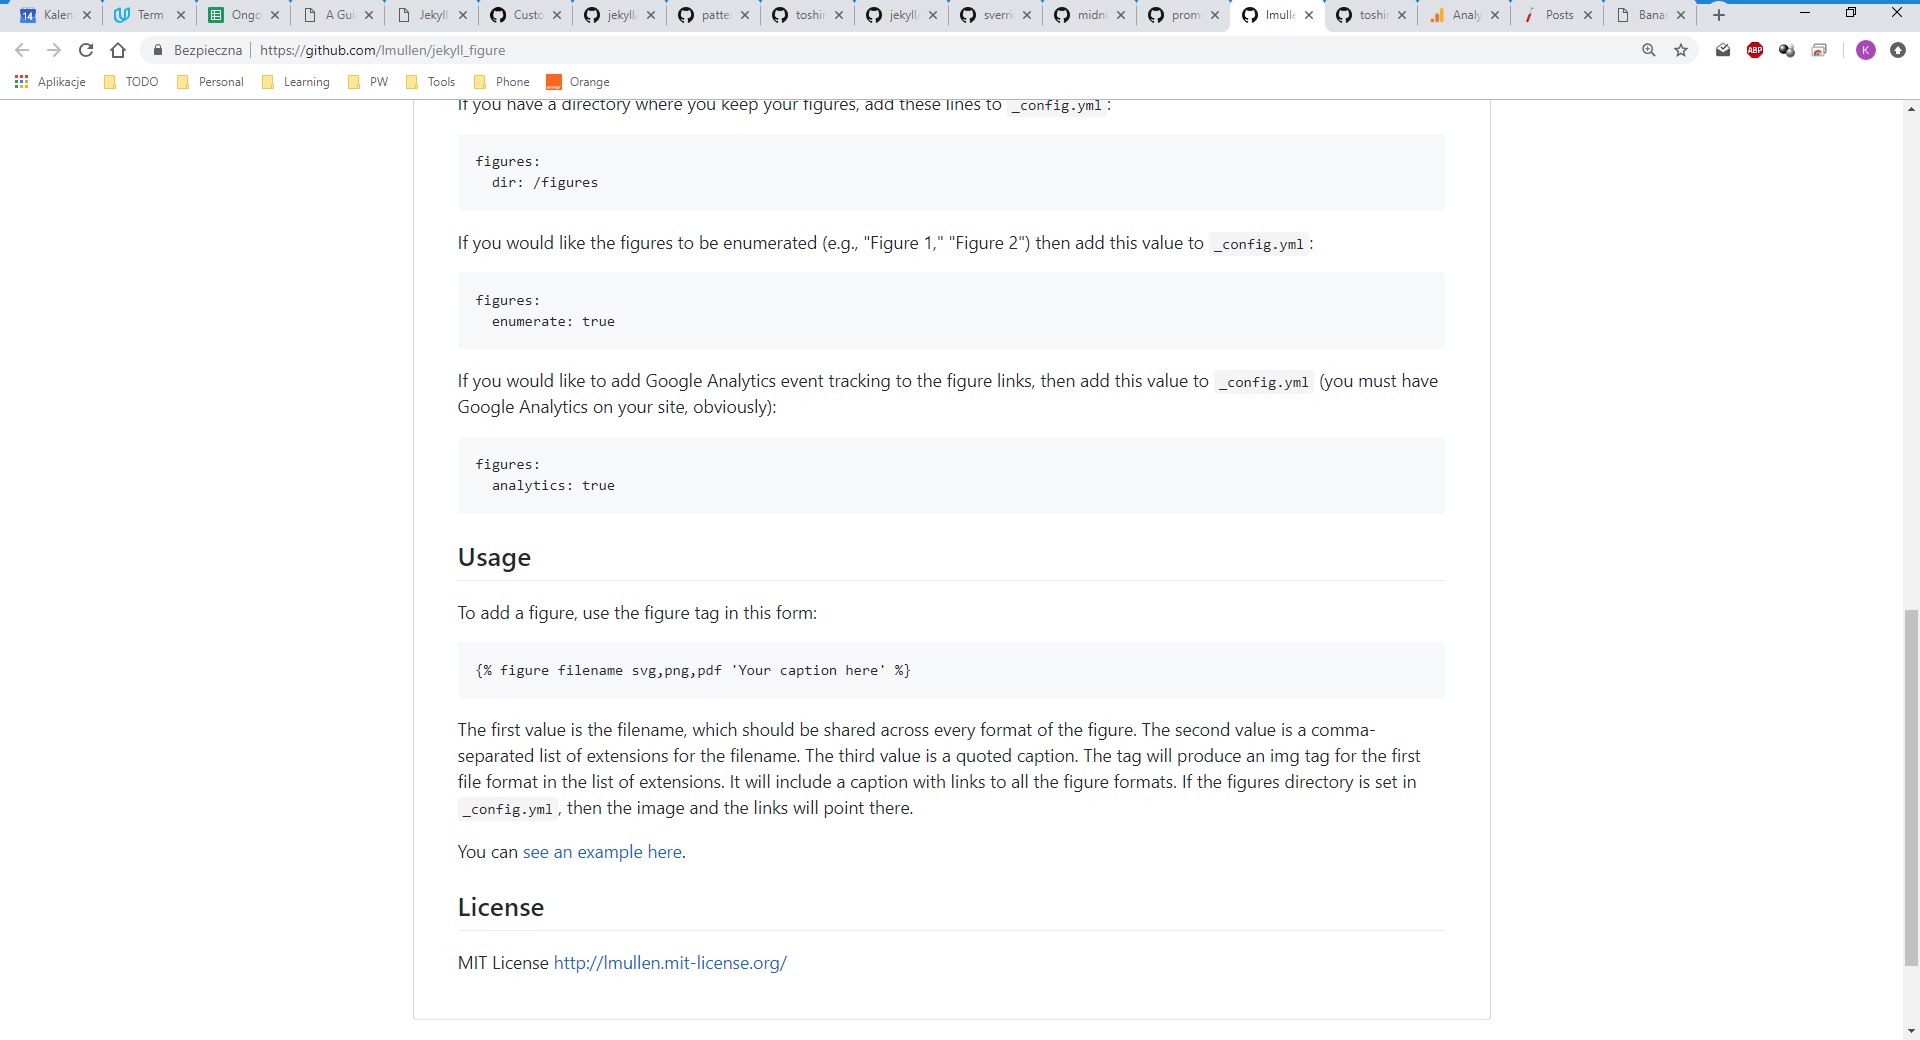 14 Kalen Term Ongo A Gui Jekyll Custo jekyll/ patte toshir jekyll/ sverri midni prom lmulle toshi Analy Posts Bana
Bezpieczna https://github.com/lmullen/jekyll_figure ABP K
Aplikacje TODO Personal Learning PW Tools Phone Orange
If you have a directory where you keep your figures, add these lines to _config.yml :
figures:
dir: /figures
If you would like the figures to be enumerated (e.g., "Figure 1," "Figure 2") then add this value to _config.yml :
figures:
enumerate: true
If you would like to add Google Analytics event tracking to the figure links, then add this value to _config.yml (you must have
Google Analytics on your site, obviously):
figures:
analytics: true
Usage
To add a figure, use the figure tag in this form:
{% figure filename svg,png,pdf 'Your caption here' %}
The first value is the filename, which should be shared across every format of the figure. The second value is a comma-
separated list of extensions for the filename. The third value is a quoted caption. The tag will produce an img tag for the first
file format in the list of extensions. It will include a caption with links to all the figure formats. If the figures directory is set in
_config.yml , then the image and the links will point there.
You can see an example here.
License
MIT License http://lmullen.mit-license.org/